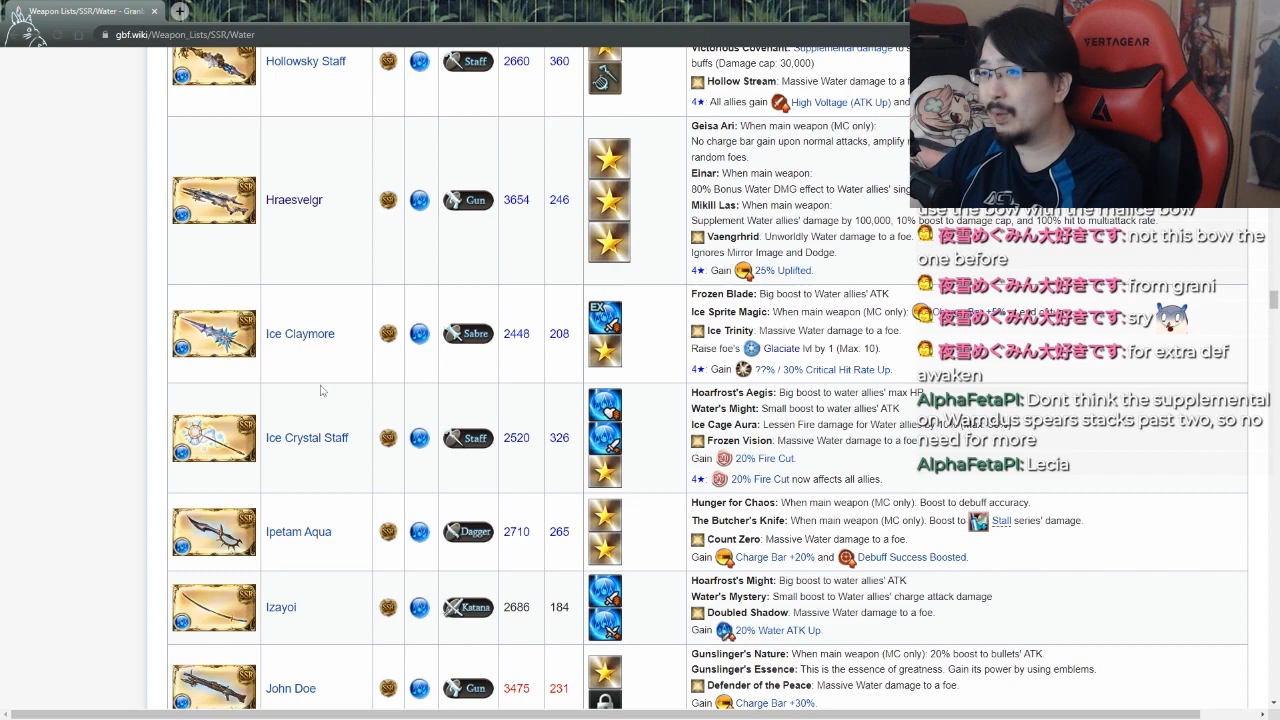 Weapon Lists/SSR/Water - Gran
gbf.wiki/Weapon_Lists/SSR/Water
VERTAGEAR
Hollowsky Staff
Staff
2660
360
Victorious Covenant: Supplemental damage to
buffs (Damage cap: 30,000)
Hollow Stream: Massive Water damage to a fo
4★: All allies gain High Voltage (ATK Up) and
SSR
Hraesvelgr
Gun
3654
246
Geisa Ari: When main weapon (MC only):
No charge bar gain upon normal attacks, amplify
random foes.
Einar: When main weapon:
80% Bonus Water DMG effect to Water allies' sing
Mikill Las: When main weapon:
Supplement Water allies' damage by 100,000, 10% boost to damage cap, and 100% hit to multiattack rate.
Vaengrhrid: Unworldly Water damage to a foe.
Ignores Mirror Image and Dodge.
4★: Gain 25% Uplifted.
SSR
Ice Claymore
Sabre
2448
208
EX
Frozen Blade: Big boost to Water allies' ATK
Ice Sprite Magic: When main weapon (MC only):
Ice Trinity: Massive Water damage to a foe.
Raise foe's Glaciate lvl by 1 (Max: 10).
4★: Gain ??% / 30% Critical Hit Rate Up.
SSR
Ice Crystal Staff
Staff
2520
326
Hoarfrost's Aegis: Big boost to water allies' max HP
Water's Might: Small boost to water allies' ATK
Ice Cage Aura: Lessen Fire damage for Water allies
Frozen Vision: Massive Water damage to a foe
Gain 20% Fire Cut.
4★: 20% Fire Cut now affects all allies.
SSR
Ipetam Aqua
Dagger
2710
265
Hunger for Chaos: When main weapon (MC only): Boost to debuff accuracy.
The Butcher's Knife: When main weapon (MC only): Boost to Stall series' damage.
Count Zero: Massive Water damage to a foe.
Gain Charge Bar +20% and Debuff Success Boosted.
SSR
Izayoi
Katana
2686
184
Hoarfrost's Might: Big boost to water allies' ATK
Water's Mystery: Small boost to Water allies' charge attack damage
Doubled Shadow: Massive Water damage to a foe.
Gain 20% Water ATK Up.
SSR
John Doe
Gun
3475
231
Gunslinger's Nature: When main weapon (MC only): 20% boost to bullets' ATK.
Gunslinger's Essence: This is the essence of greatness. Gain its power by using emblems.
Defender of the Peace: Massive Water damage to a foe.
Gain Charge Bar +30%.
use the bow with the malice bow
夜雪めぐみん大好きです: not this bow the
one before
夜雪めぐみん大好きです: from grani
夜雪めぐみん大好きです: sry
夜雪めぐみん大好きです: for extra def
awaken
AlphaFetaPI: Dont think the supplemental
on Wamdus spears stacks past two, so no
need for more
AlphaFetaPI: Lecia